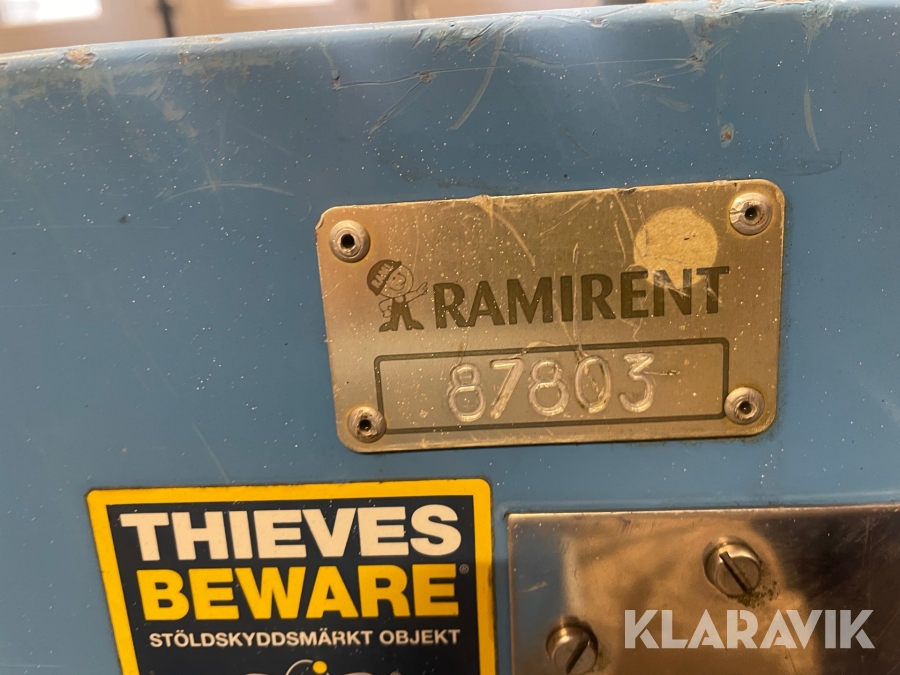 RAMIRENT
87803
THIEVES
BEWARE®
STÖLDSKYDDSMÄRKT OBJEKT
KLARAVIK